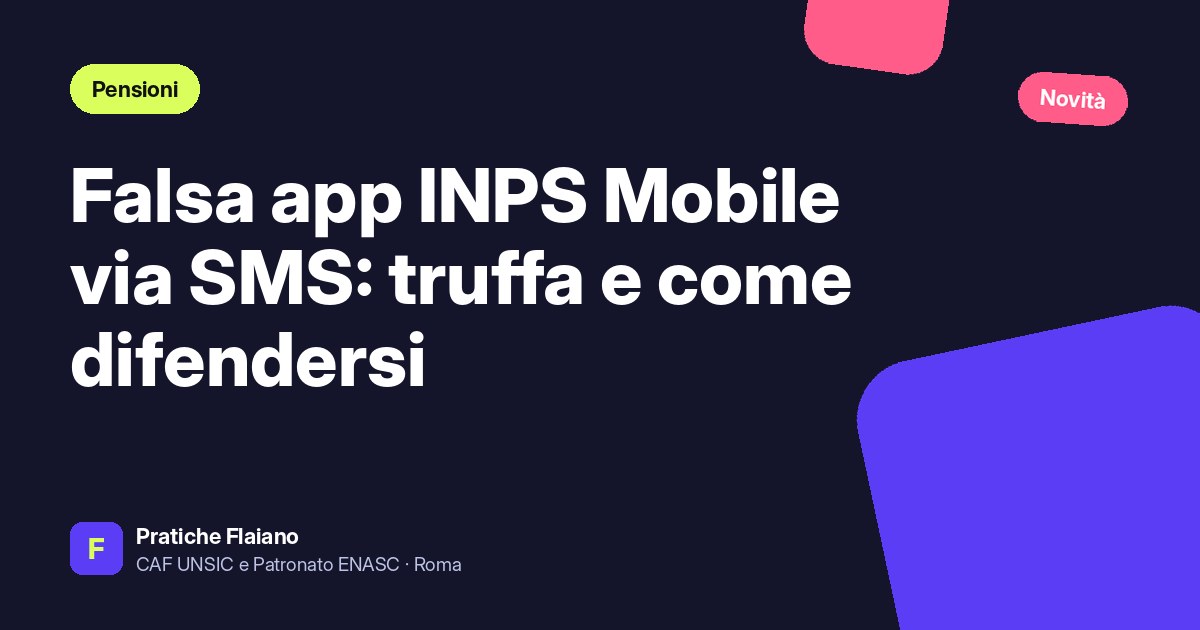 Pensioni
Novità
Falsa app INPS Mobile
via SMS: truffa e come
difendersi
F
Pratiche Flaiano
CAF UNSIC e Patronato ENASC · Roma